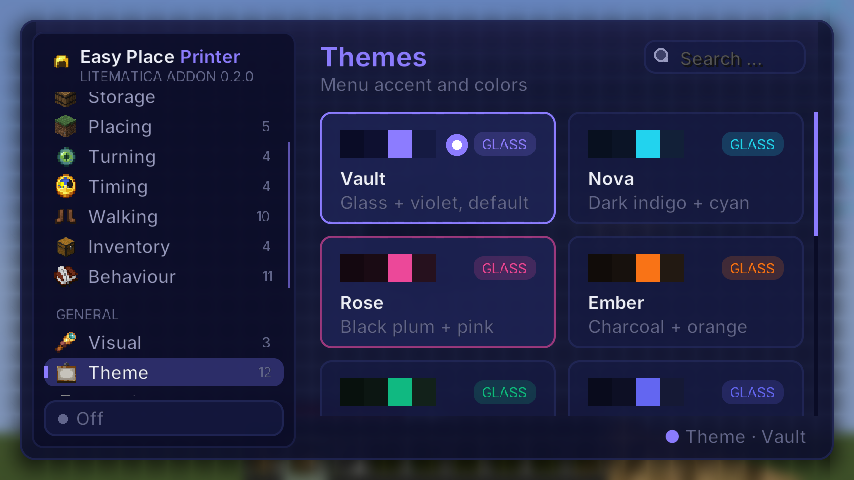 Easy Place Printer
LITEMATICA ADDON 0.2.0
Storage
Placing 5
Turning 4
Timing 4
Walking 10
Inventory 4
Behaviour 11
GENERAL
Visual 3
Theme 12
Off
Themes
Menu accent and colors
Search ...
GLASS
Vault
Glass + violet, default
GLASS
Nova
Dark indigo + cyan
GLASS
Rose
Black plum + pink
GLASS
Ember
Charcoal + orange
GLASS
GLASS
Theme · Vault